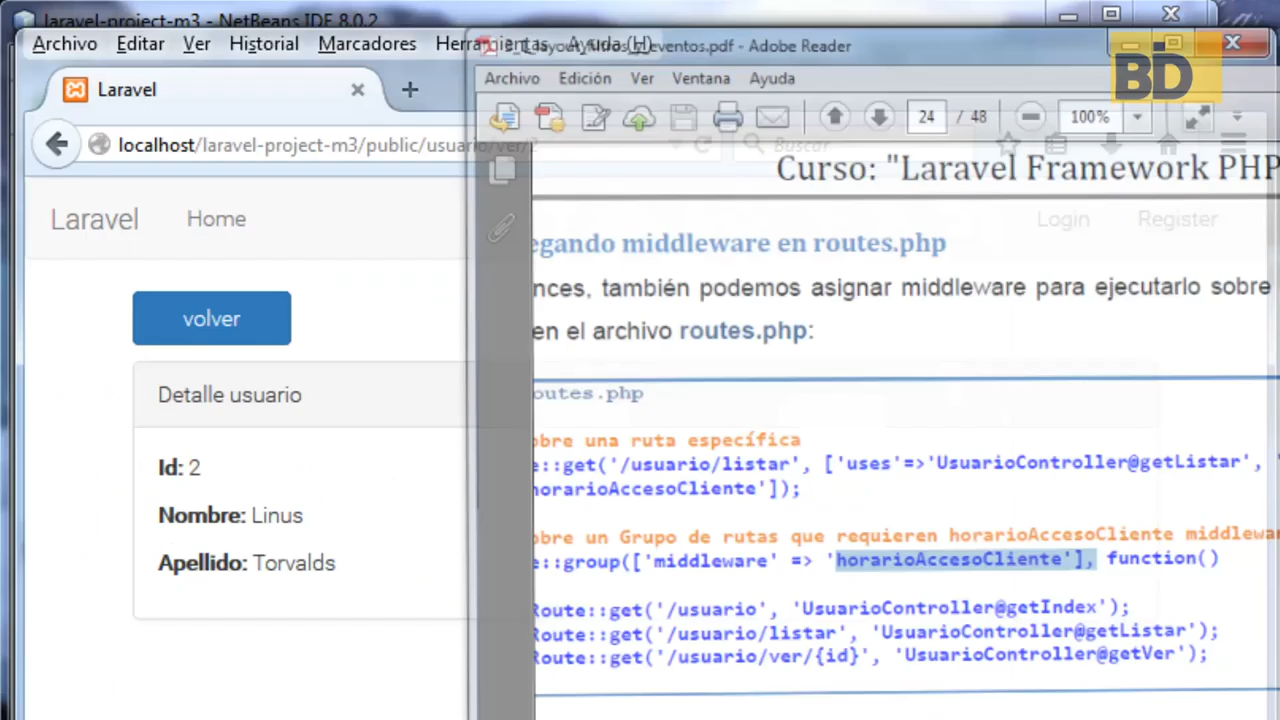 laravel-project-m3 - NetBeans IDE 8.0.2
Archivo Editar Ver Historial Marcadores Herramientas Ayuda (H)
eventos.pdf - Adobe Reader
BD
Laravel
Archivo Edición Ver Ventana Ayuda
localhost/laravel-project-m3/public/usuario/ver/2
24 / 48
100%
Buscar
Curso: "Laravel Framework PHP
Laravel
Home
Login
Register
egando middleware en routes.php
nces, también podemos asignar middleware para ejecutarlo sobre
en el archivo routes.php:
volver
Detalle usuario
Id: 2
Nombre: Linus
Apellido: Torvalds
outes.php
obre una ruta específica
e::get('/usuario/listar', ['uses'=>'UsuarioController@getListar', '
horarioAccesoCliente']);
obre un Grupo de rutas que requieren horarioAccesoCliente middlewar
e::group(['middleware' => 'horarioAccesoCliente'], function()
Route::get('/usuario', 'UsuarioController@getIndex');
Route::get('/usuario/listar', 'UsuarioController@getListar');
Route::get('/usuario/ver/{id}', 'UsuarioController@getVer');